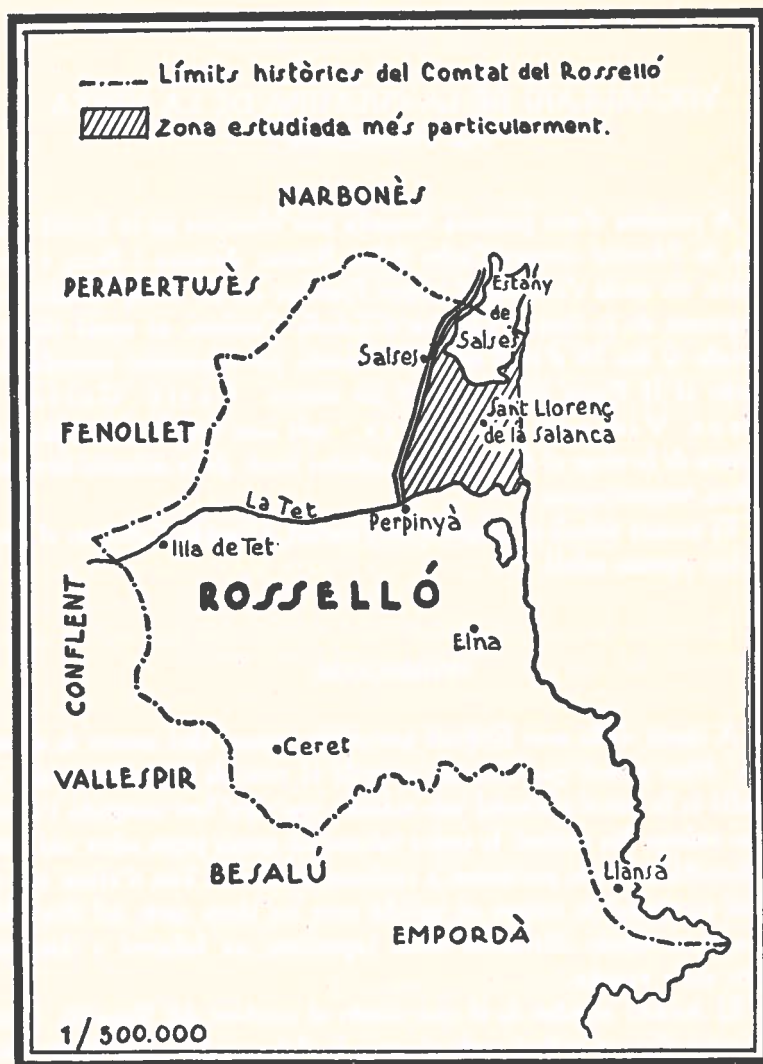 Límits històrics del Comtat del Rosselló
Zona estudiada més particularment.
NARBONÈS
PERAPERTUSÈS
Estany
de
Salses
Salses
FENOLLET
Sant Llorenç
de la Salanca
La Tet
Perpinyà
Illa de Tet
ROSSELLÓ
CONFLENT
Elna
Ceret
VALLESPIR
BESALÚ
Llansá
EMPORDÀ
1/500.000